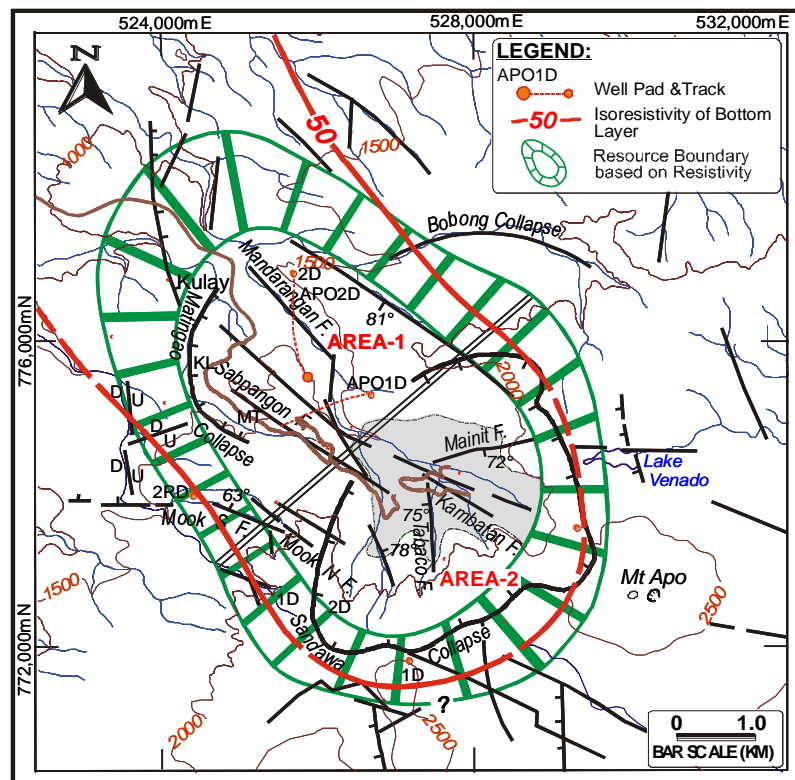 524,000mE
528,000mE
532,000mE
N
LEGEND:
APO1D
Well Pad &Track
50
Isoresistivity of Bottom
Layer
Resource Boundary
based on Resistivity
50
1500
1000
Bobong Collapse
1500
2D
APO2D
Mandarangan F.
81°
Kulay
Matingao
Collapse
776,000mN
AREA-1
2000
KL
Sabpangon F.
APO1D
MT
D
U
D
U
D
U
Mainit F.
72°
Lake
Venado
2RD
63°
Mook S F.
75°
78°
Kambatan F.
Tabaco F.
Mook N F.
AREA-2
Mt Apo
2500
1500
1D
2D
Sandawa
Collapse
772,000mN
1D
?
2000
2500
0 1.0
BAR SCALE (KM)